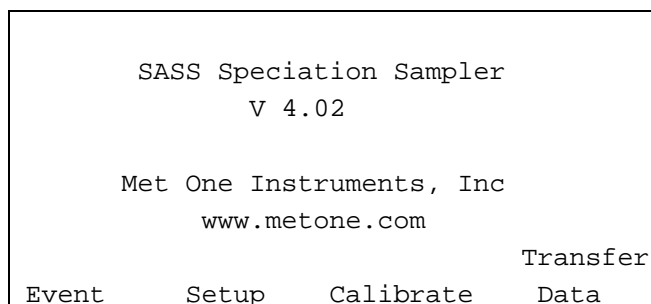 SASS Speciation Sampler
V 4.02
Met One Instruments, Inc
www.metone.com
Transfer
Event Setup Calibrate Data